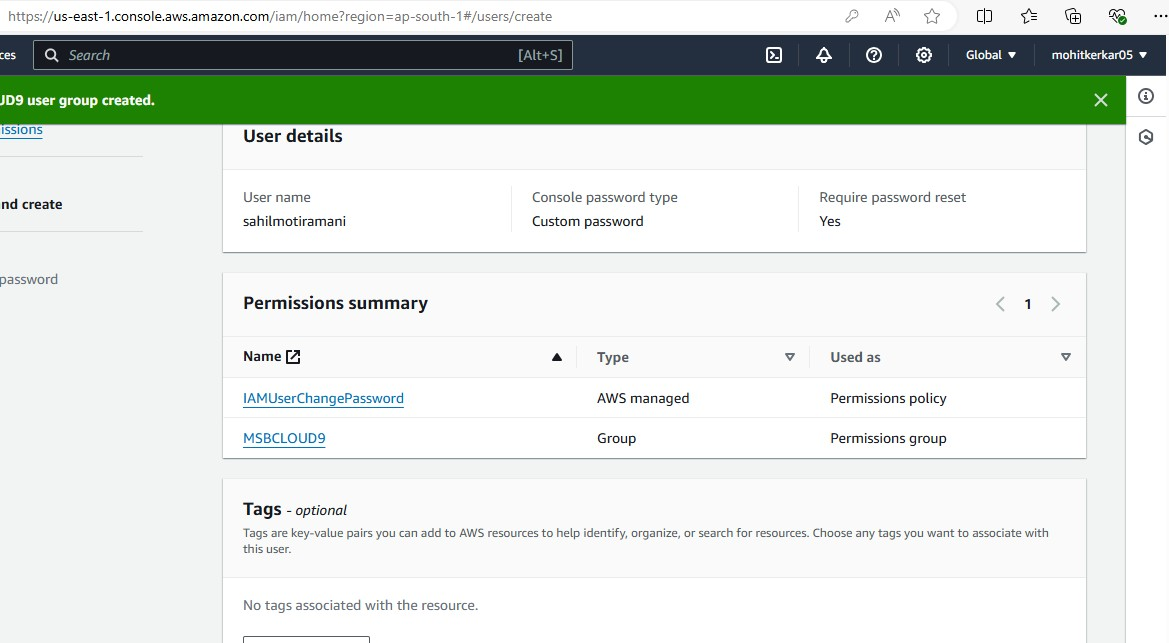 https://us-east-1.console.aws.amazon.com/iam/home?region=ap-south-1#/users/create
ces
Search
[Alt+S]
Global
mohitkerkar05
UD9 user group created.
issions
User details
nd create
User name
Console password type
Require password reset
sahilmotiramani
Custom password
Yes
password
Permissions summary
1
Name
Type
Used as
IAMUserChangePassword
AWS managed
Permissions policy
MSBCLOUD9
Group
Permissions group
Tags - optional
Tags are key-value pairs you can add to AWS resources to help identify, organize, or search for resources. Choose any tags you want to associate with
this user.
No tags associated with the resource.